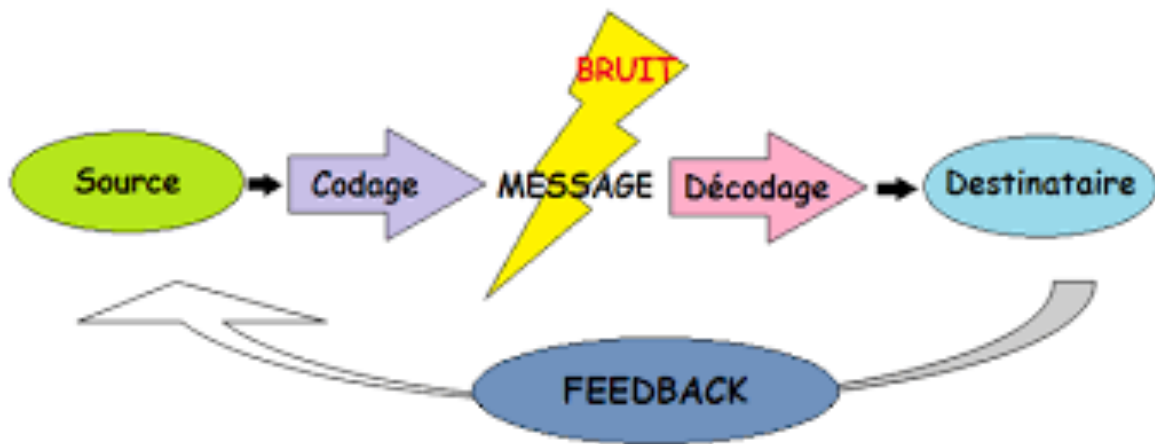 BRUIT
Source
Codage
MESSAGE
Décodage
Destinataire
FEEDBACK